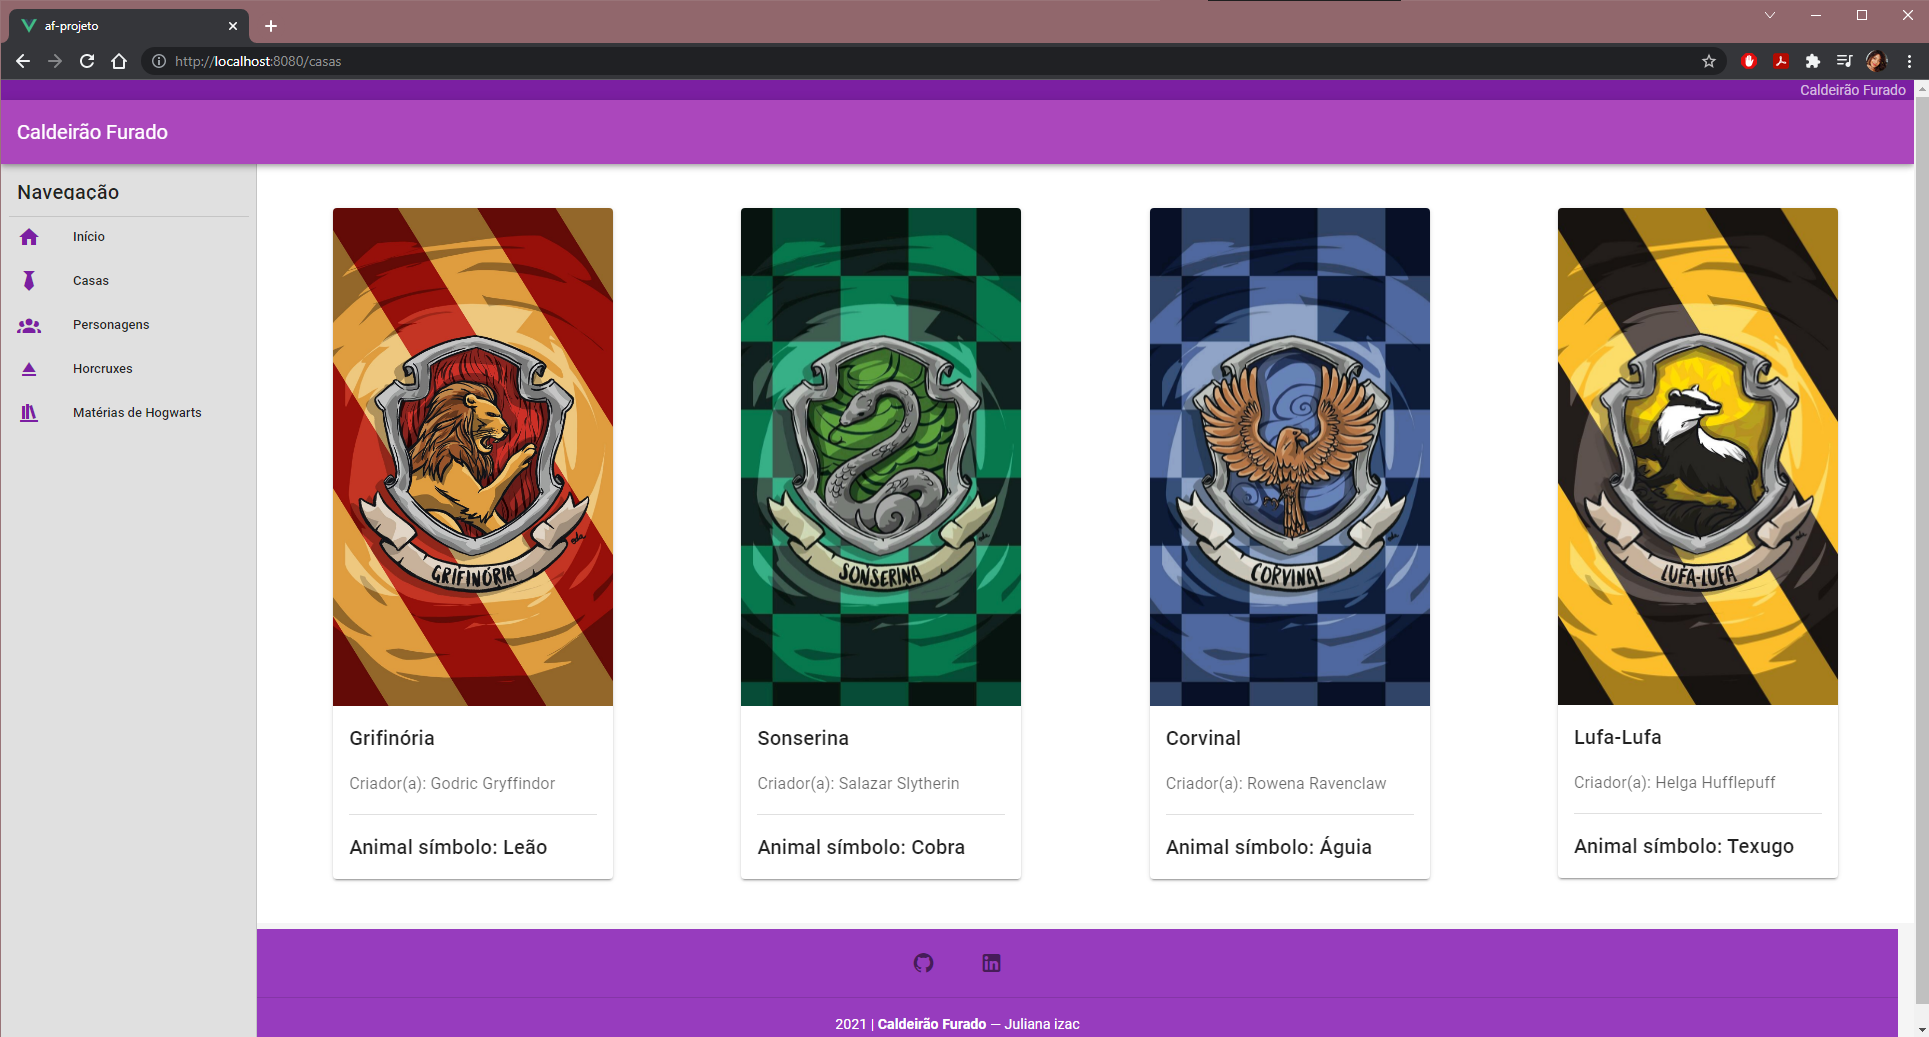 af-projeto
http://localhost:8080/casas
Caldeirão Furado
Caldeirão Furado
Navegação
Início
Casas
Personagens
Horcruxes
Matérias de Hogwarts
GRIFINÓRIA
SONSERINA
CORVINAL
LUFA-LUFA
Grifinória
Criador(a): Godric Gryffindor
Animal símbolo: Leão
Sonserina
Criador(a): Salazar Slytherin
Animal símbolo: Cobra
Corvinal
Criador(a): Rowena Ravenclaw
Animal símbolo: Águia
Lufa-Lufa
Criador(a): Helga Hufflepuff
Animal símbolo: Texugo
2021 | Caldeirão Furado — Juliana izac